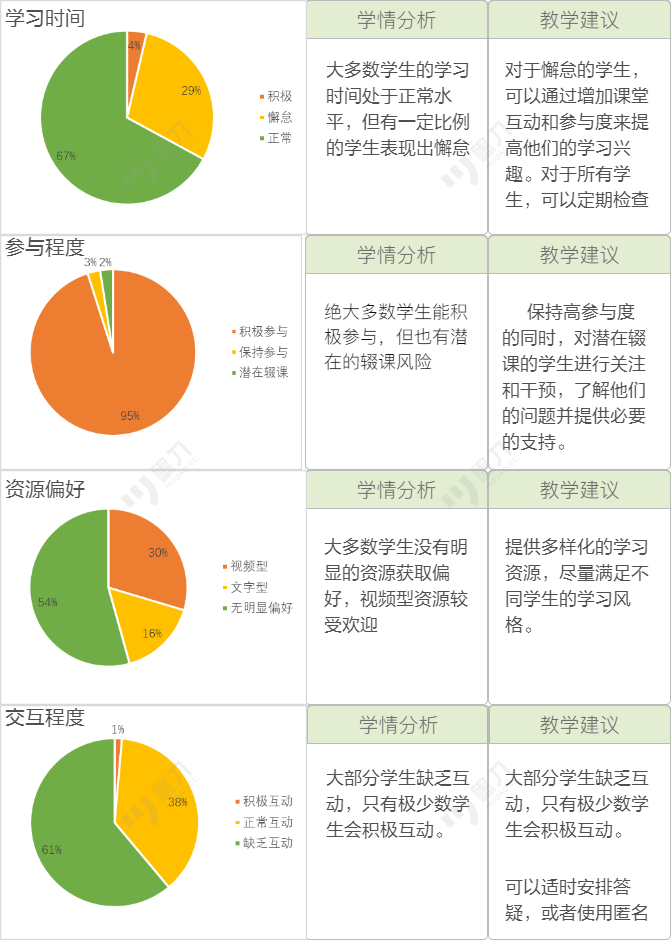 学习时间
4%
29%
67%
积极
懈怠
正常
学情分析
大多数学生的学习
时间处于正常水
平，但有一定比例
的学生表现出懈怠
教学建议
对于懈怠的学生，
可以通过增加课堂
互动和参与度来提
高他们的学习兴
趣。对于所有学
生，可以定期检查
参与程度
3%
2%
95%
积极参与
保持参与
潜在辍课
学情分析
绝大多数学生能积
极参与，但也有潜
在的辍课风险
教学建议
保持高参与度
的同时，对潜在辍
课的学生进行关注
和干预，了解他们
的问题并提供必要
的支持。
资源偏好
30%
16%
54%
视频型
文字型
无明显偏好
学情分析
大多数学生没有明
显的资源获取偏
好，视频型资源较
受欢迎
教学建议
提供多样化的学习
资源，尽量满足不
同学生的学习风
格。
交互程度
1%
38%
61%
积极互动
正常互动
缺乏互动
学情分析
大部分学生缺乏互
动，只有极少数学
生会积极互动。
教学建议
大部分学生缺乏互
动，只有极少数学
生会积极互动。
可以适时安排答
疑，或者使用匿名
墨刀
墨刀
墨刀
墨刀
墨刀
墨刀